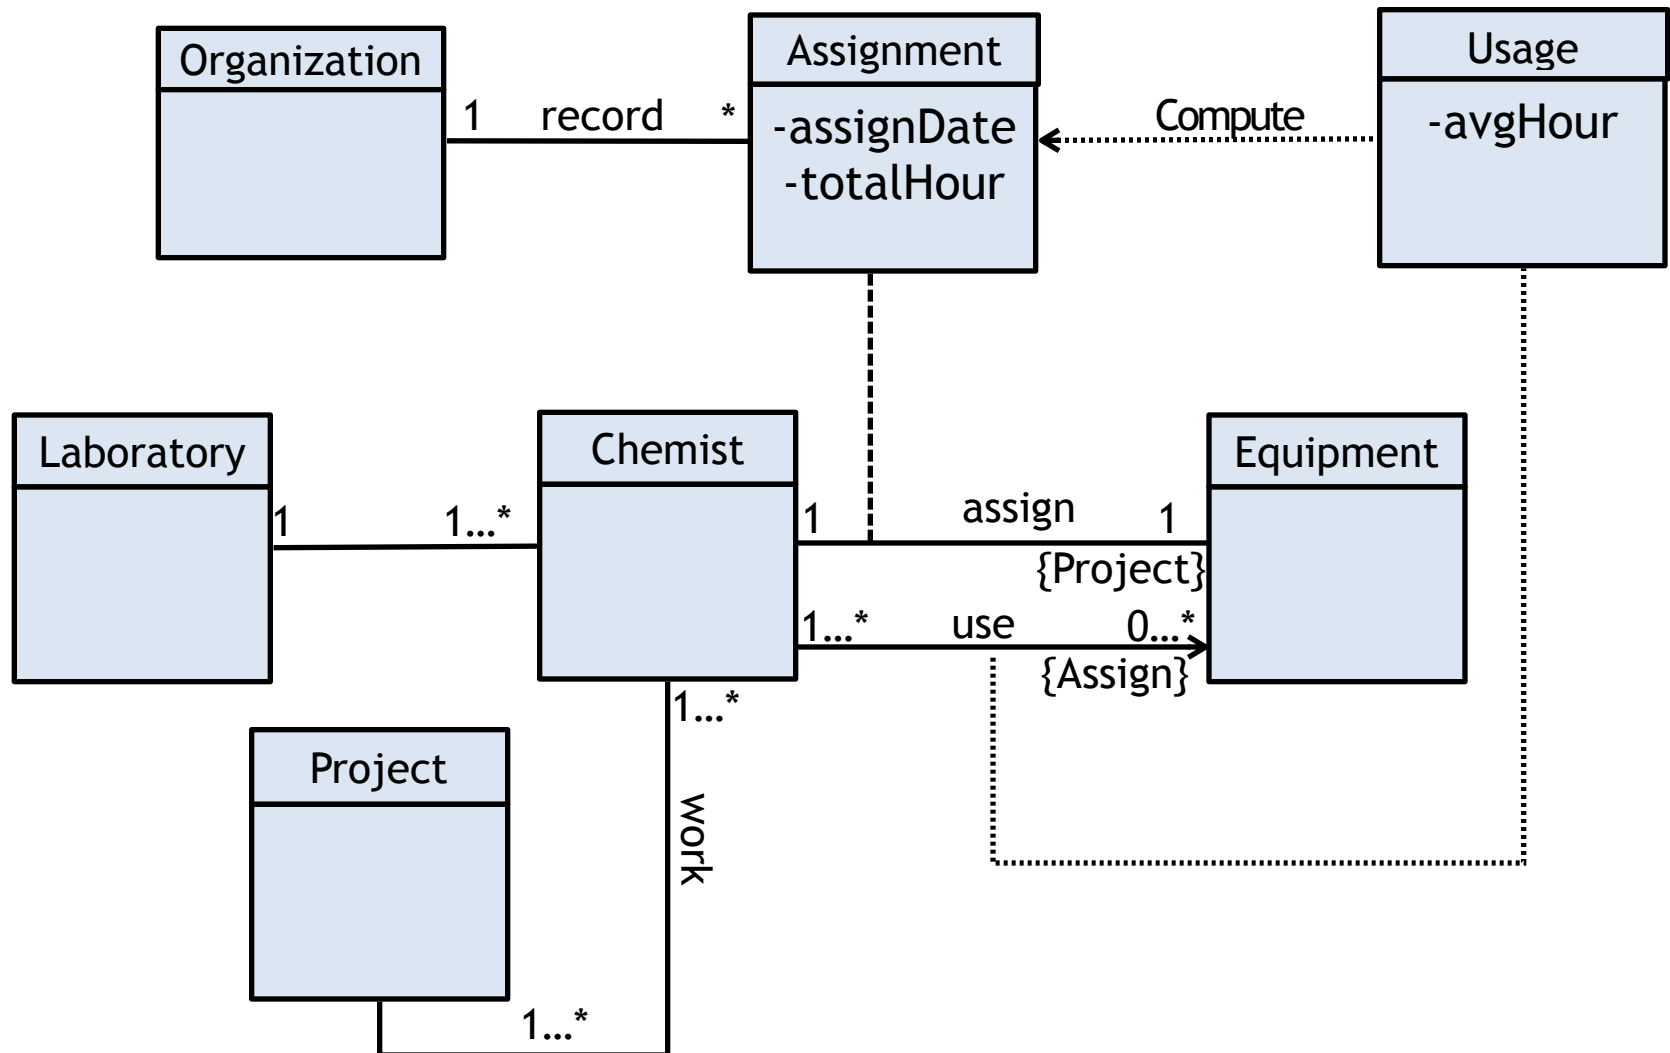 Organization
Assignment
Usage
1 record *
-assignDate
-totalHour
Compute
-avgHour
Laboratory
Chemist
Equipment
1 1...*
1 assign 1
{Project}
1...* use 0...*
{Assign}
1...*
Project
work
1...*